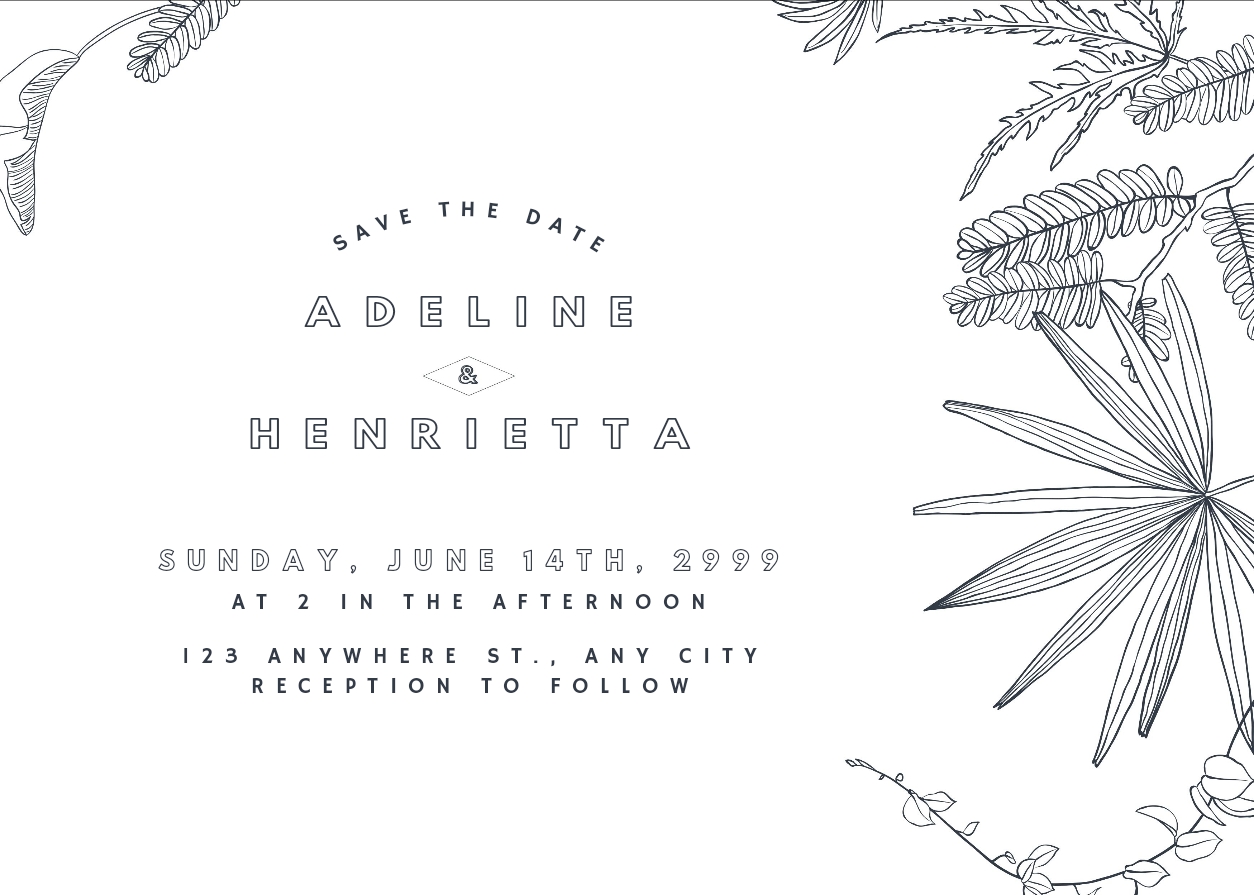 SAVE THE DATE
ADELINE
&
HENRIETTA
SUNDAY, JUNE 14TH, 2999
AT 2 IN THE AFTERNOON
123 ANYWHERE ST., ANY CITY
RECEPTION TO FOLLOW